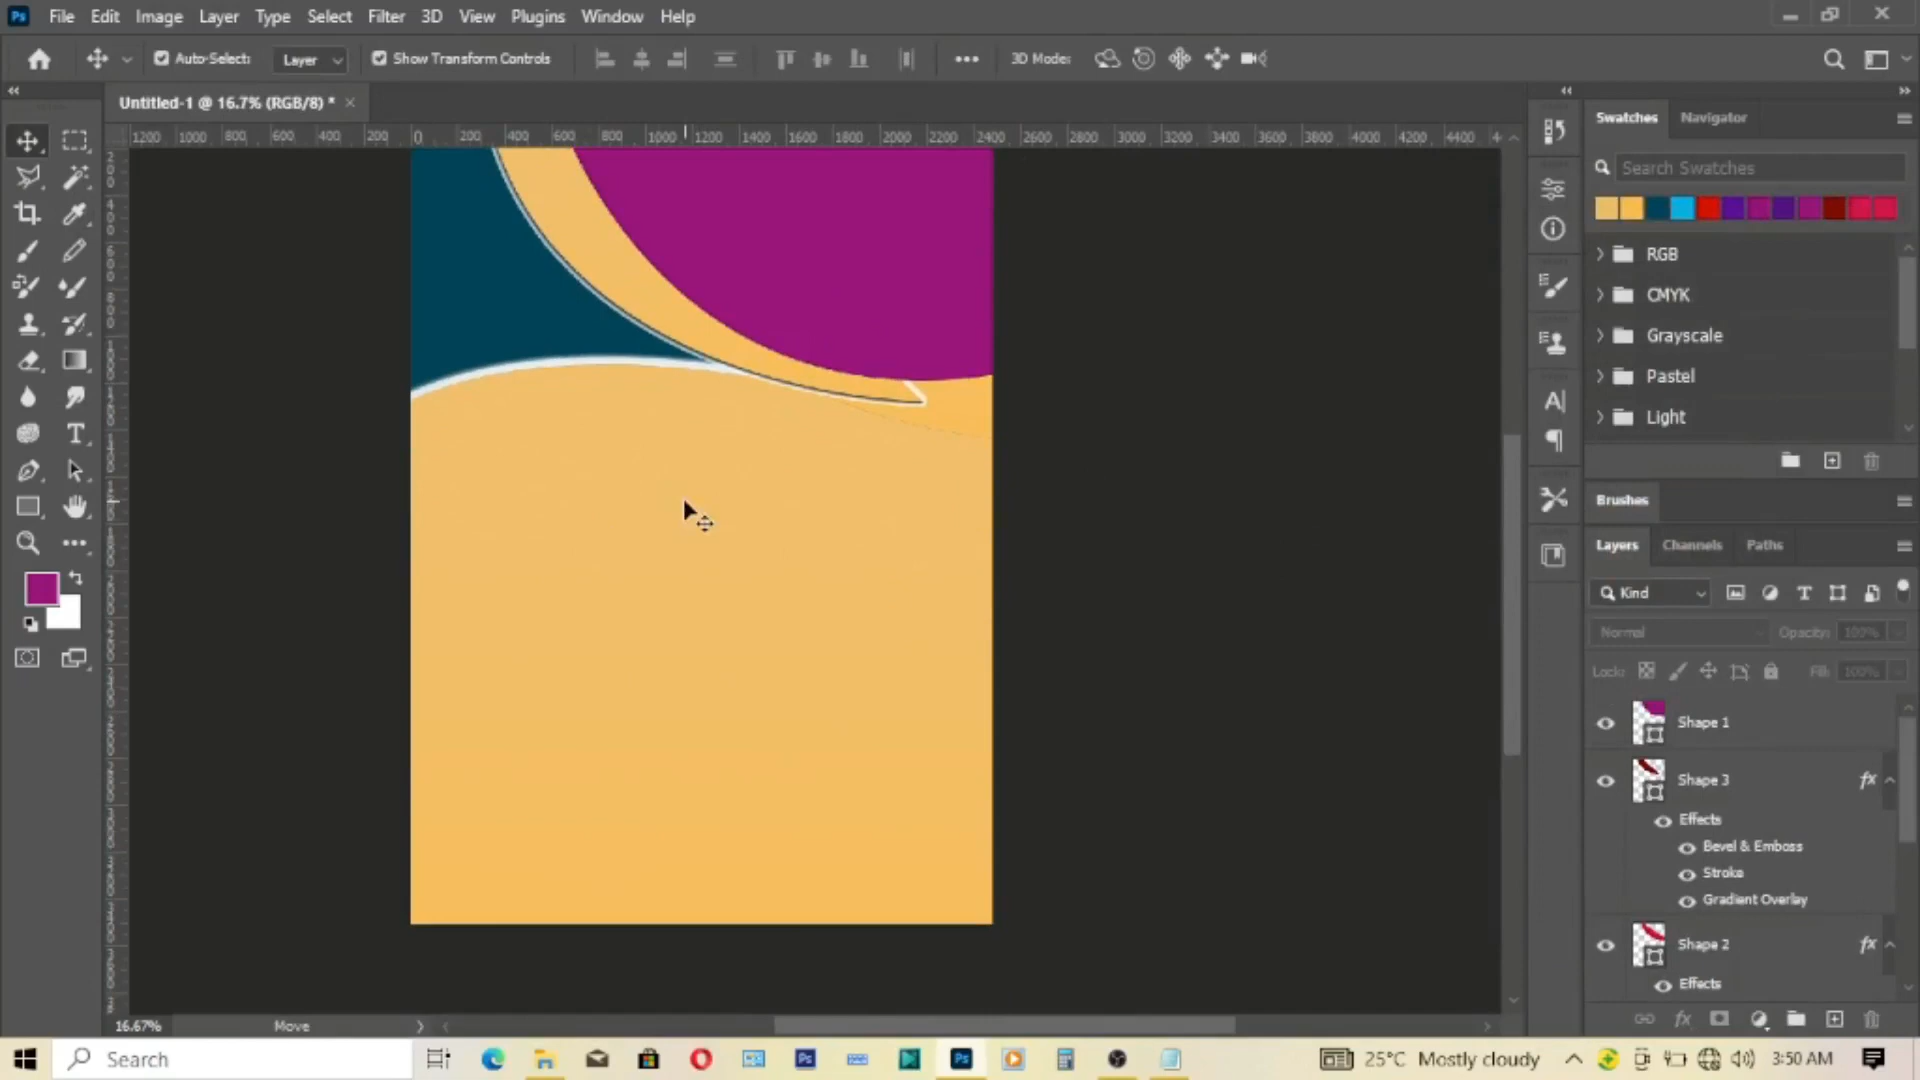 File Edit Image Layer Type Select Filter 3D View Plugins Window Help
Auto-Select: Layer Show Transform Controls 3D Mode:
Untitled-1 @ 16.7% (RGB/8) *
1200 1000 800 600 400 200 0 200 400 600 800 1000 1200 1400 1600 1800 2000 2200 2400 2600 2800 3000 3200 3400 3600 3800 4000 4200 4400
Swatches Navigator
Search Swatches
RGB
CMYK
Grayscale
Pastel
Light
Brushes
Layers Channels Paths
Kind
Normal Opacity: 100%
Lock: Fill: 100%
Shape 1
Shape 3 fx
Effects
Bevel & Emboss
Stroke
Gradient Overlay
Shape 2 fx
Effects
16.67% Move
Search
25°C Mostly cloudy 3:50 AM